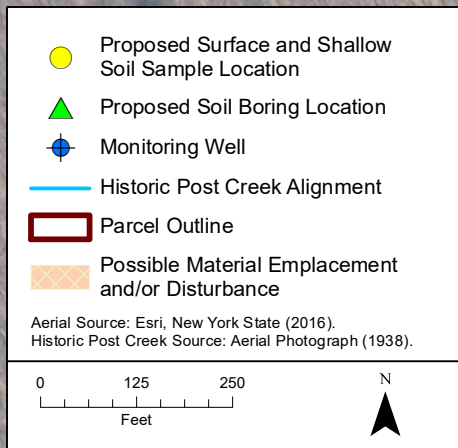 Proposed Surface and Shallow
Soil Sample Location
Proposed Soil Boring Location
Monitoring Well
Historic Post Creek Alignment
Parcel Outline
Possible Material Emplacement
and/or Disturbance
Aerial Source: Esri, New York State (2016).
Historic Post Creek Source: Aerial Photograph (1938).
0 125 250
Feet
N